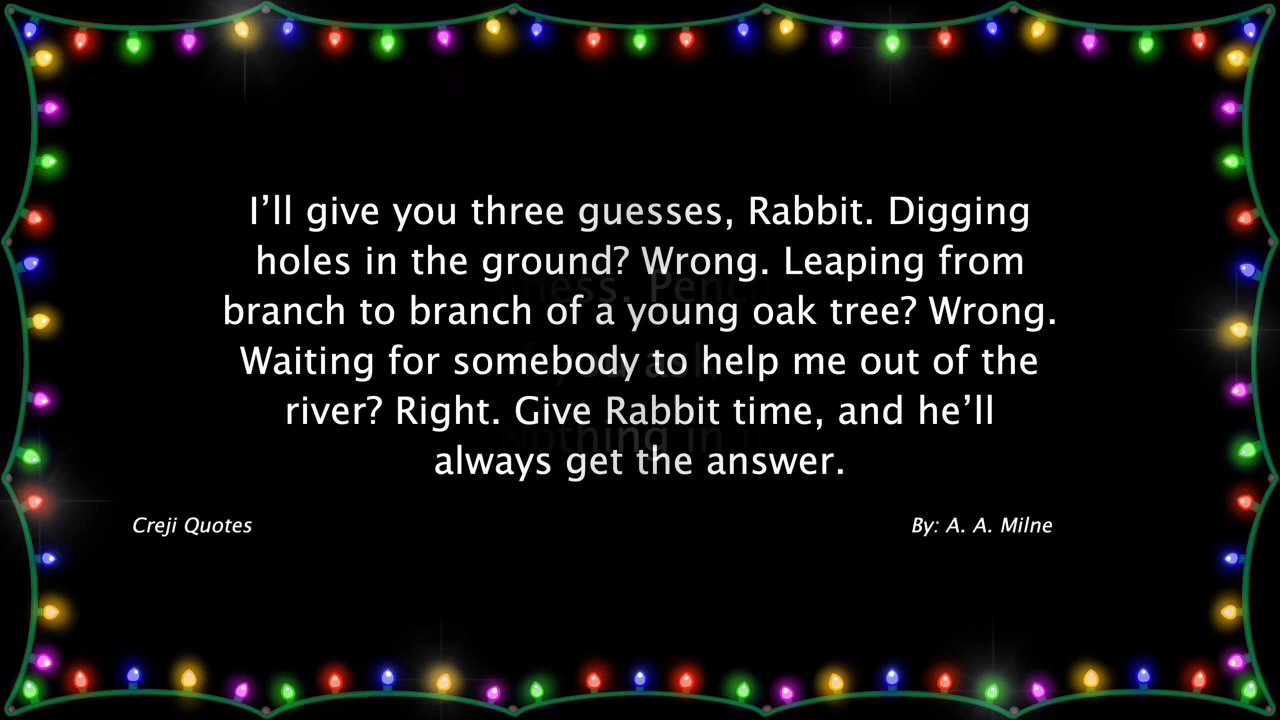 I’ll give you three guesses, Rabbit. Digging
holes in the ground? Wrong. Leaping from
branch to branch of a young oak tree? Wrong.
Waiting for somebody to help me out of the
river? Right. Give Rabbit time, and he’ll
always get the answer.
Creji Quotes
By: A. A. Milne